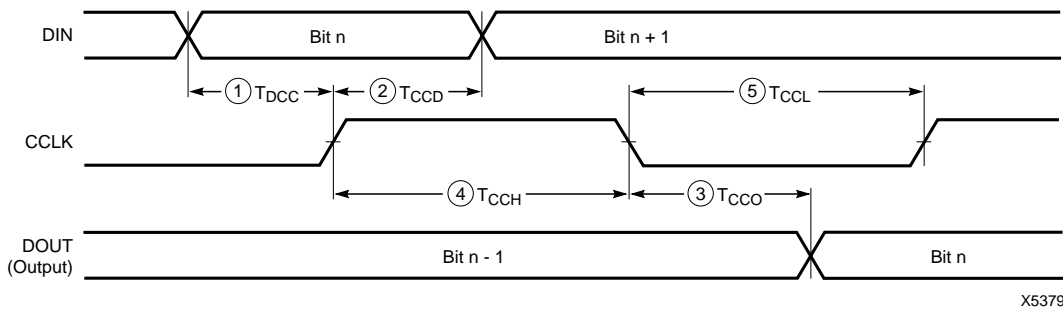 DIN
Bit n
Bit n + 1
1 TDCC
2 TCCD
5 TCCL
CCLK
4 TCCH
3 TCCO
DOUT
(Output)
Bit n - 1
Bit n
X5379